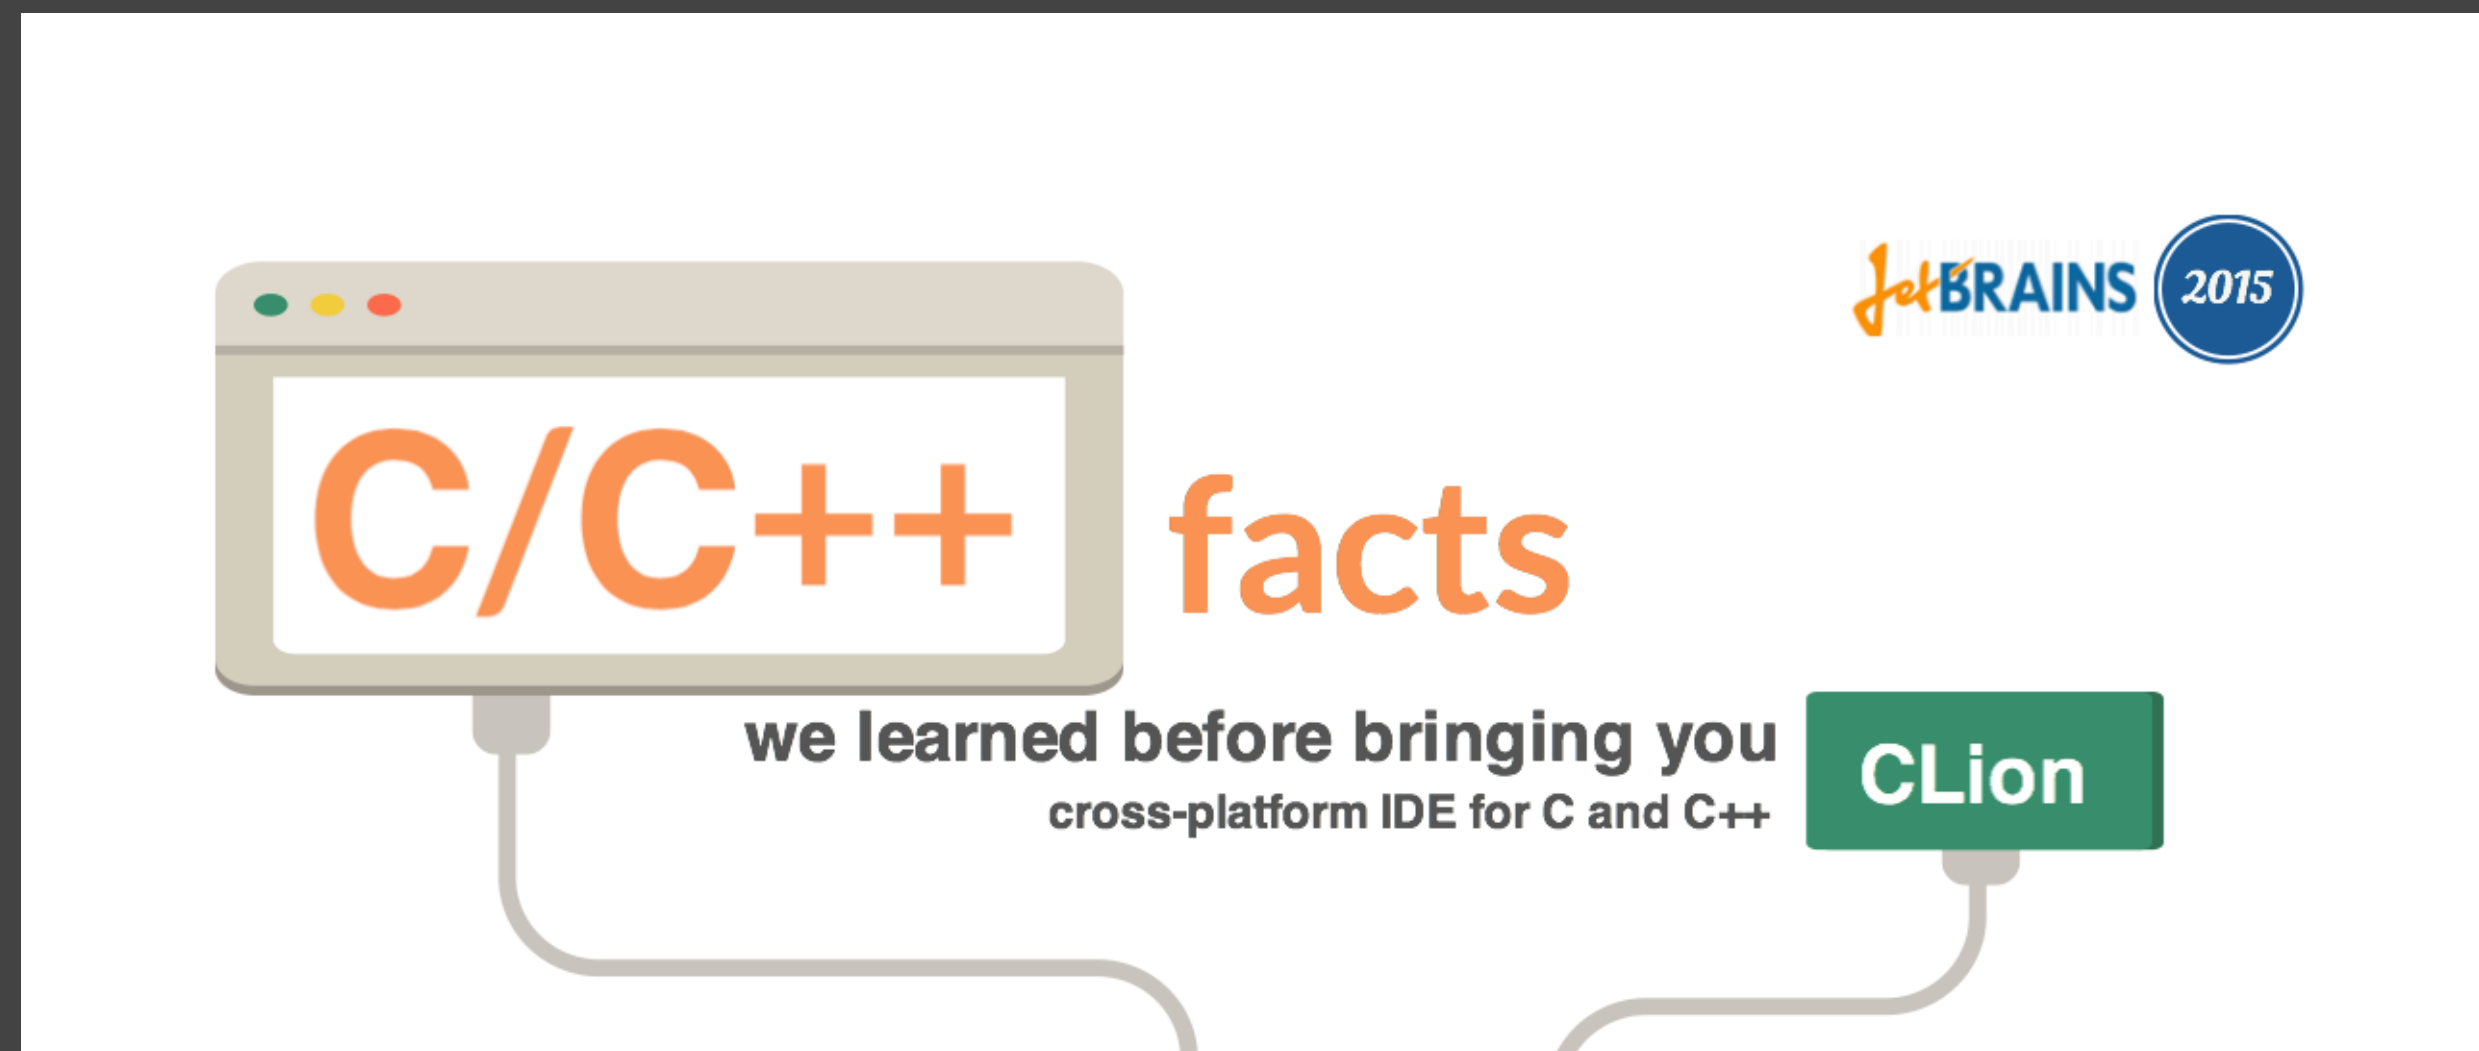 JetBRAINS 2015
C/C++ facts
we learned before bringing you
cross-platform IDE for C and C++
CLion